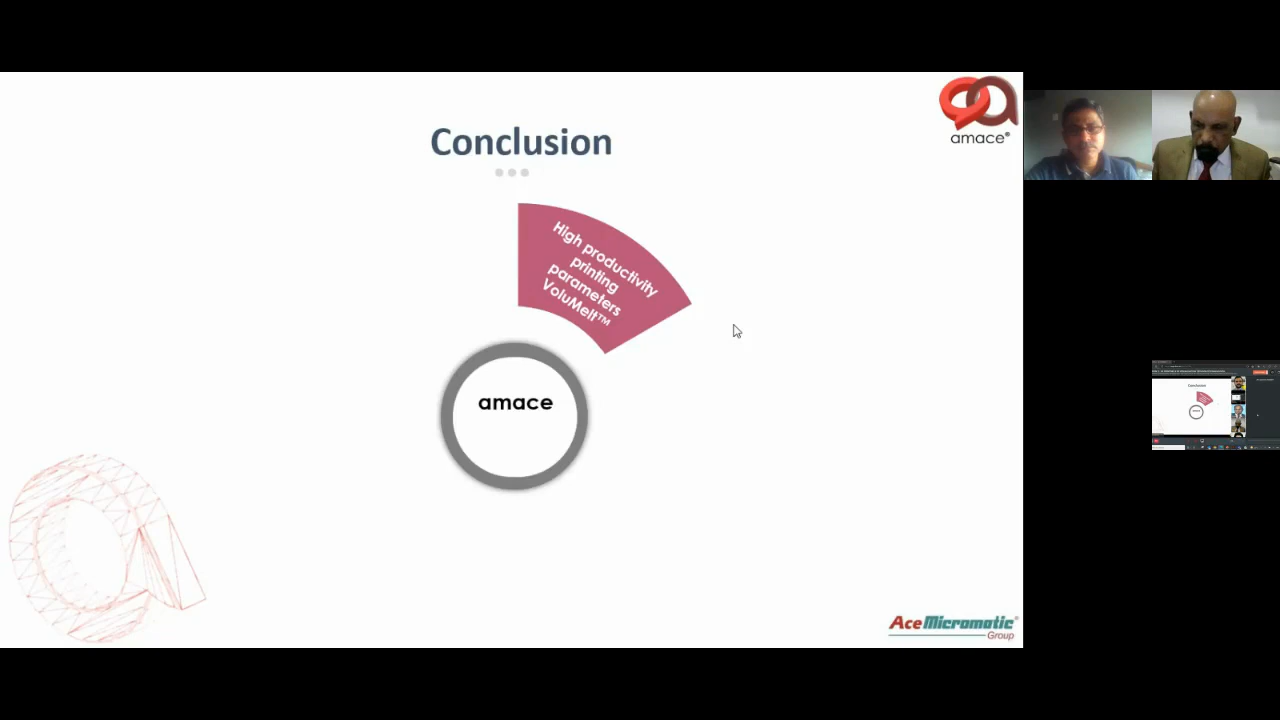 amace®
Conclusion
High productivity
printing
parameters
VoluMelt™
amace
AceMicromatic®
Group